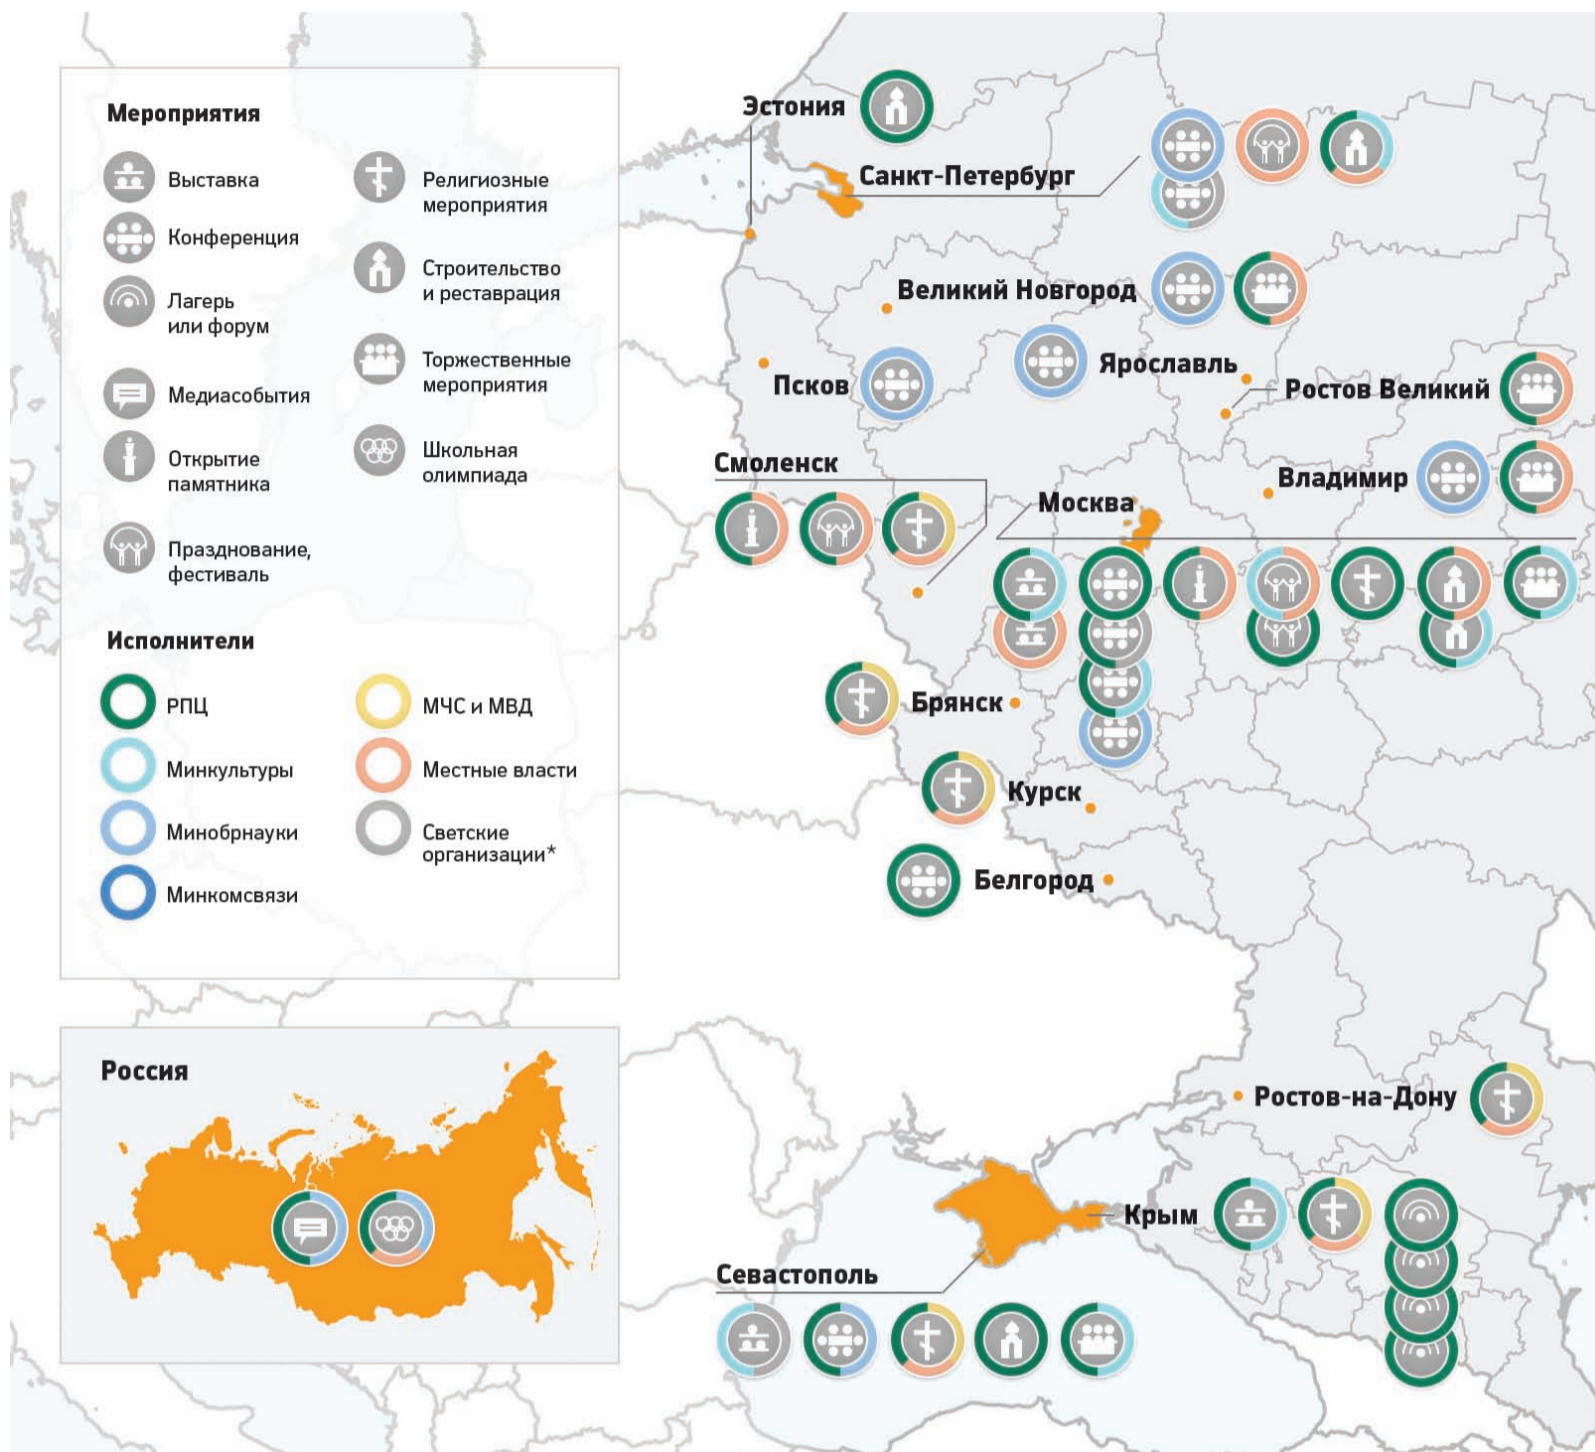 Мероприятия
Выставка
Конференция
Лагерь
или форум
Медиасобытия
Открытие
памятника
Празднование,
фестиваль
Религиозные
мероприятия
Строительство
и реставрация
Торжественные
мероприятия
Школьная
олимпиада
Исполнители
РПЦ
Минкультуры
Минобрнауки
Минкомсвязи
МЧС и МВД
Местные власти
Светские
организации*
Россия
Эстония
Санкт-Петербург
Великий Новгород
Ярославль
Псков
Ростов Великий
Смоленск
Владимир
Москва
Брянск
Курск
Белгород
Ростов-на-Дону
Крым
Севастополь